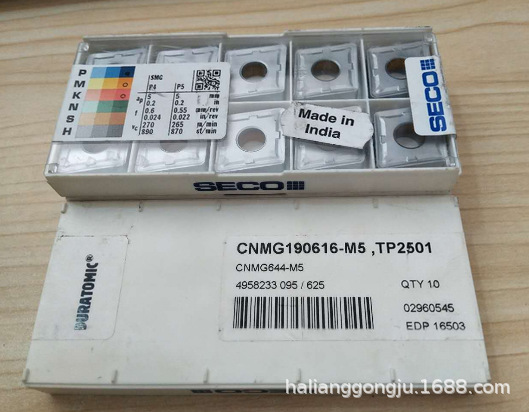 P
M
K
N
S
H
SMG
P4 P5
ap 5 5 mm
0.2 0.2 in
f 0.6 0.55 mm/rev
0.024 0.022 in/rev
vc 270 265 m/min
890 870 sf/min
Made in
India
SECO
SECO
DURATOMIC®
CNMG190616-M5 ,TP2501
CNMG644-M5
4958233 095 / 625
QTY 10
02960545
EDP 16503
SECO
halianggongju.1688.com